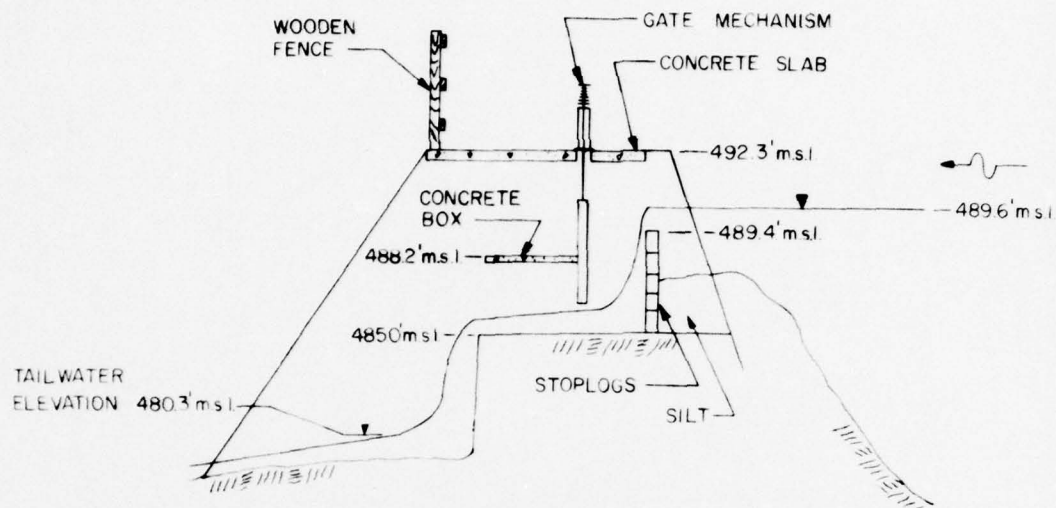 GATE MECHANISM
WOODEN
FENCE
CONCRETE SLAB
492.3'm.s.l.
CONCRETE
BOX
489.6'm.s.l.
489.4'm.s.l.
488.2'm.s.l.
4850'm s l
TAILWATER
ELEVATION 480.3'm.s.l.
STOPLOGS
SILT